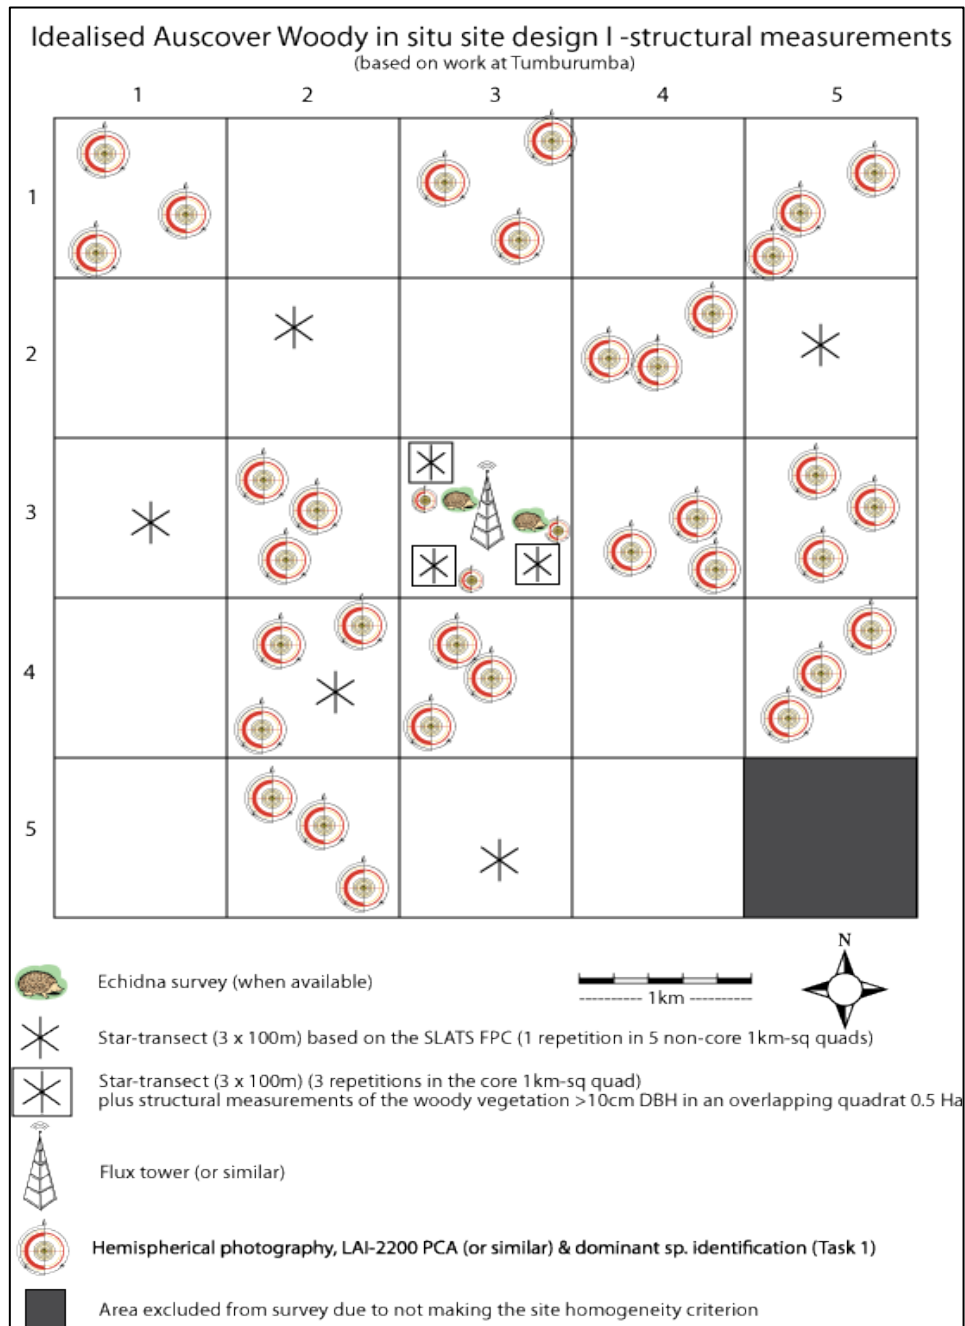 Idealised Auscover Woody in situ site design I -structural measurements
(based on work at Tumburumba)
1 2 3 4 5
1
2
3
4
5
N
Echidna survey (when available)
1km
Star-transect (3 x 100m) based on the SLATS FPC (1 repetition in 5 non-core 1km-sq quads)
Star-transect (3 x 100m) (3 repetitions in the core 1km-sq quad)
plus structural measurements of the woody vegetation >10cm DBH in an overlapping quadrat 0.5 Ha
Flux tower (or similar)
Hemispherical photography, LAI-2200 PCA (or similar) & dominant sp. identification (Task 1)
Area excluded from survey due to not making the site homogeneity criterion